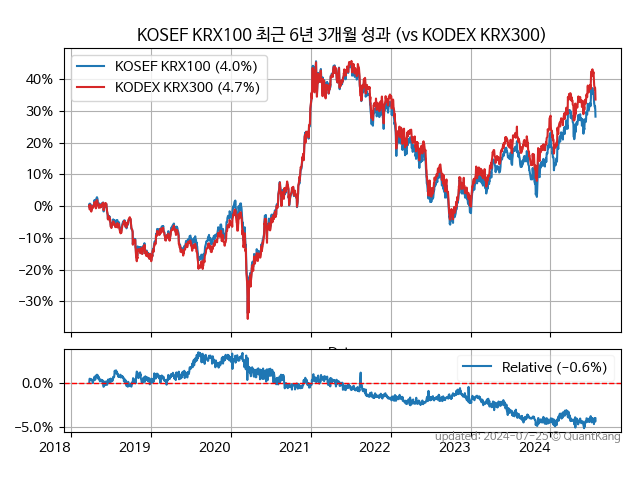 KOSEF KRX100 최근 6년 3개월 성과 (vs KODEX KRX300)
KOSEF KRX100 (4.0%)
KODEX KRX300 (4.7%)
40%
30%
20%
10%
0%
−10%
−20%
−30%
Relative (−0.6%)
0.0%
−5.0%
updated: 2024-07-25 © QuantKang
2018 2019 2020 2021 2022 2023 2024